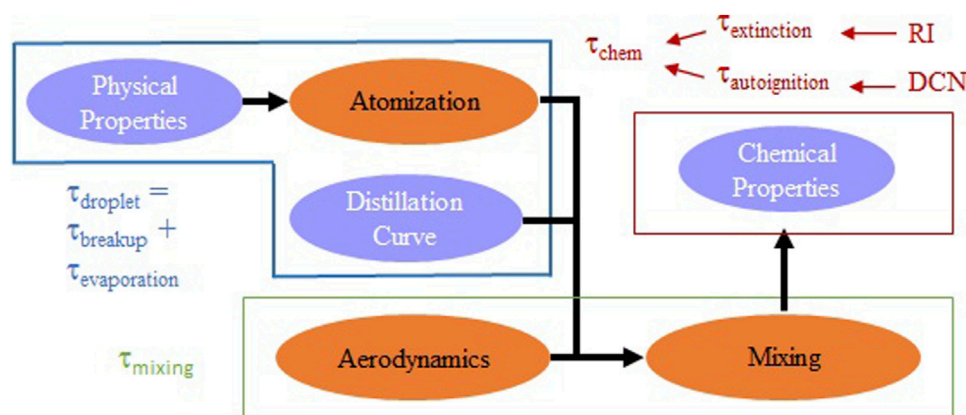 τextinction
RI
τchem
τautoignition
DCN
Physical
Properties
Atomization
Chemical
Properties
τdroplet =
τbreakup +
τevaporation
Distillation
Curve
τmixing
Aerodynamics
Mixing